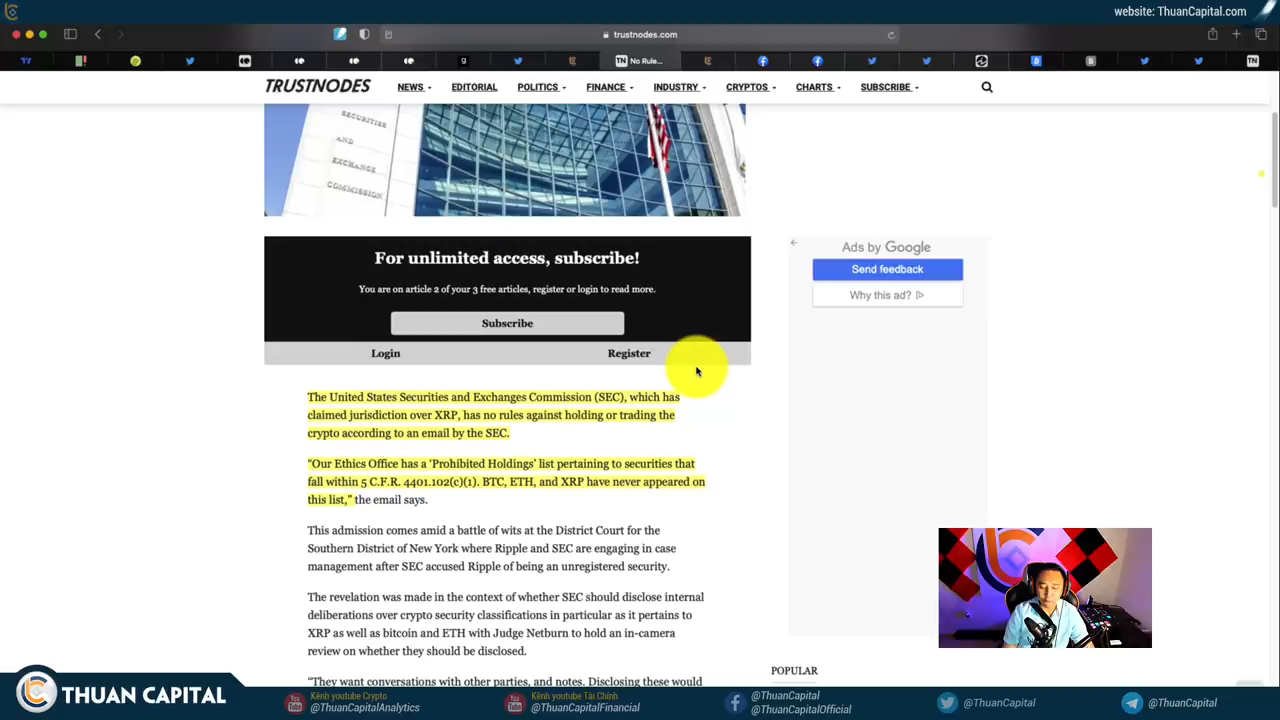 website: ThuanCapital.com
trustnodes.com
No Rule...
TRUSTNODES
NEWS
EDITORIAL
POLITICS
FINANCE
INDUSTRY
CRYPTOS
CHARTS
SUBSCRIBE
SECURITIES
AND
EXCHANGE
COMMISSION
For unlimited access, subscribe!
You are on article 2 of your 3 free articles, register or login to read more.
Subscribe
Login
Register
Ads by Google
Send feedback
Why this ad?
The United States Securities and Exchanges Commission (SEC), which has
claimed jurisdiction over XRP, has no rules against holding or trading the
crypto according to an email by the SEC.
“Our Ethics Office has a ‘Prohibited Holdings’ list pertaining to securities that
fall within 5 C.F.R. 4401.102(c)(1). BTC, ETH, and XRP have never appeared on
this list,” the email says.
This admission comes amid a battle of wits at the District Court for the
Southern District of New York where Ripple and SEC are engaging in case
management after SEC accused Ripple of being an unregistered security.
The revelation was made in the context of whether SEC should disclose internal
deliberations over crypto security classifications in particular as it pertains to
XRP as well as bitcoin and ETH with Judge Netburn to hold an in-camera
review on whether they should be disclosed.
“They want conversations with other parties, and notes. Disclosing these would
POPULAR
THUAN CAPITAL
Kênh youtube Crypto
@ThuanCapitalAnalytics
Kênh youtube Tài Chính
@ThuanCapitalFinancial
@ThuanCapital
@ThuanCapitalOfficial
@ThuanCapital
@ThuanCapital